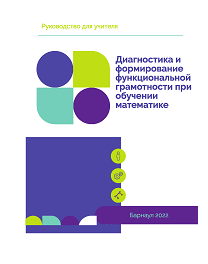 Руководство для учителя
Диагностика и
формирование
функциональной
грамотности при
обучении
математике
Барнаул 2022